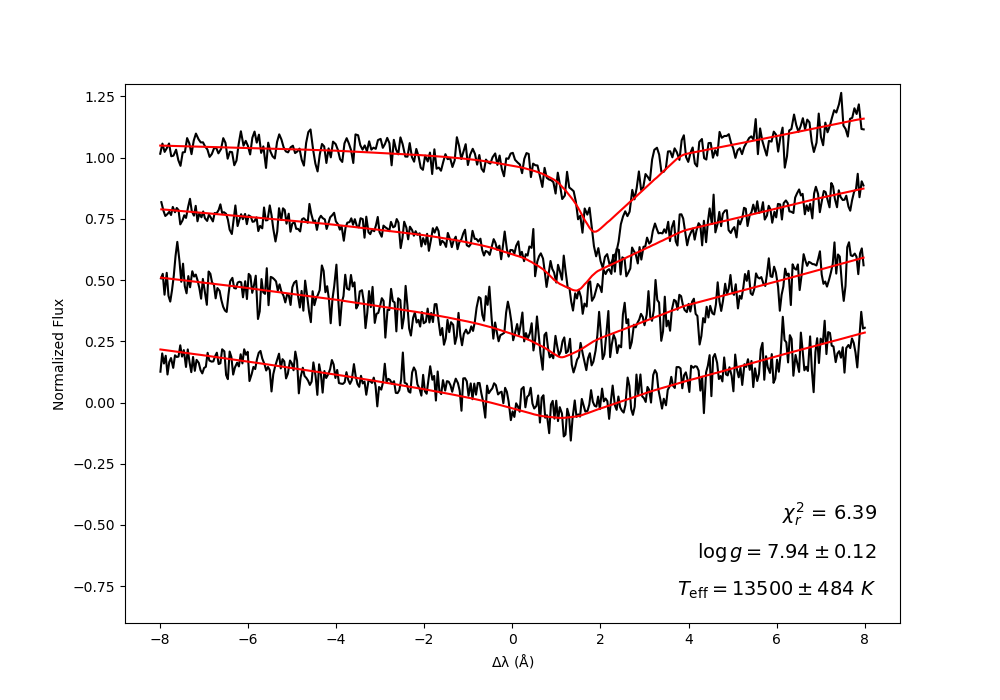 Normalized Flux
1.25
1.00
0.75
0.50
0.25
0.00
−0.25
−0.50
−0.75
χ²ᵣ = 6.39
log g = 7.94 ± 0.12
T_eff = 13500 ± 484 K
−8 −6 −4 −2 0 2 4 6 8
Δλ (Å)